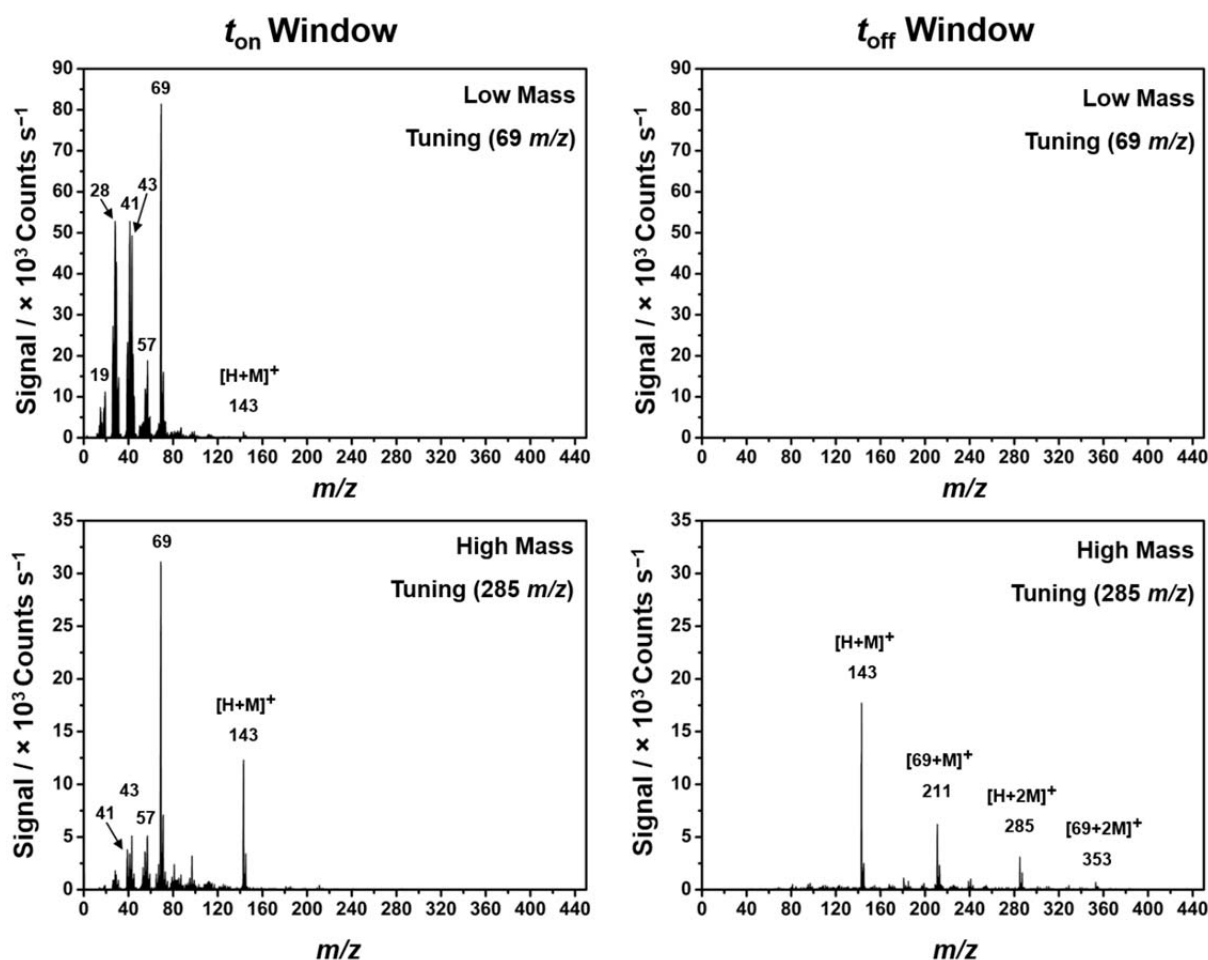 t_on Window
t_off Window
90
80
70
60
50
40
30
20
10
0
Signal / × 10³ Counts s⁻¹
69
28
41
43
57
19
[H+M]⁺
143
Low Mass
Tuning (69 m/z)
0 40 80 120 160 200 240 280 320 360 400 440
m/z
90
80
70
60
50
40
30
20
10
0
Signal / × 10³ Counts s⁻¹
Low Mass
Tuning (69 m/z)
0 40 80 120 160 200 240 280 320 360 400 440
m/z
35
30
25
20
15
10
5
0
Signal / × 10³ Counts s⁻¹
69
High Mass
Tuning (285 m/z)
[H+M]⁺
143
43
41
57
0 40 80 120 160 200 240 280 320 360 400 440
m/z
35
30
25
20
15
10
5
0
Signal / × 10³ Counts s⁻¹
High Mass
Tuning (285 m/z)
[H+M]⁺
143
[69+M]⁺
211
[H+2M]⁺
285
[69+2M]⁺
353
0 40 80 120 160 200 240 280 320 360 400 440
m/z